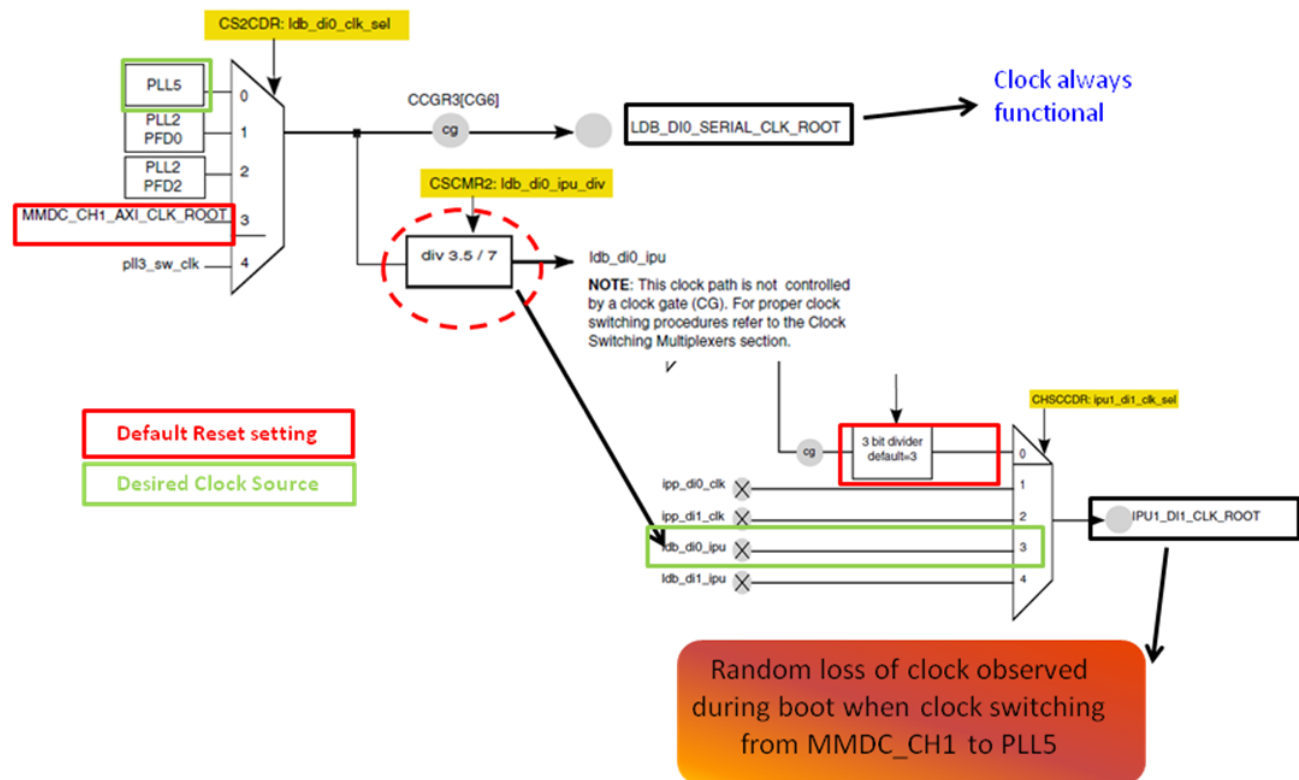 CS2CDR: ldb_di0_clk_sel
PLL5
0
PLL2
PFD0
1
PLL2
PFD2
2
MMDC_CH1_AXI_CLK_ROOT
3
pll3_sw_clk
4
CCGR3[CG6]
cg
LDB_DI0_SERIAL_CLK_ROOT
Clock always
functional
CSCMR2: ldb_di0_ipu_div
div 3.5 / 7
ldb_di0_ipu
NOTE: This clock path is not controlled
by a clock gate (CG). For proper clock
switching procedures refer to the Clock
Switching Multiplexers section.
Default Reset setting
Desired Clock Source
CHSCCDR: ipu1_di1_clk_sel
cg
3 bit divider
default=3
0
ipp_di0_clk
1
ipp_di1_clk
2
ldb_di0_ipu
3
ldb_di1_ipu
4
IPU1_DI1_CLK_ROOT
Random loss of clock observed
during boot when clock switching
from MMDC_CH1 to PLL5